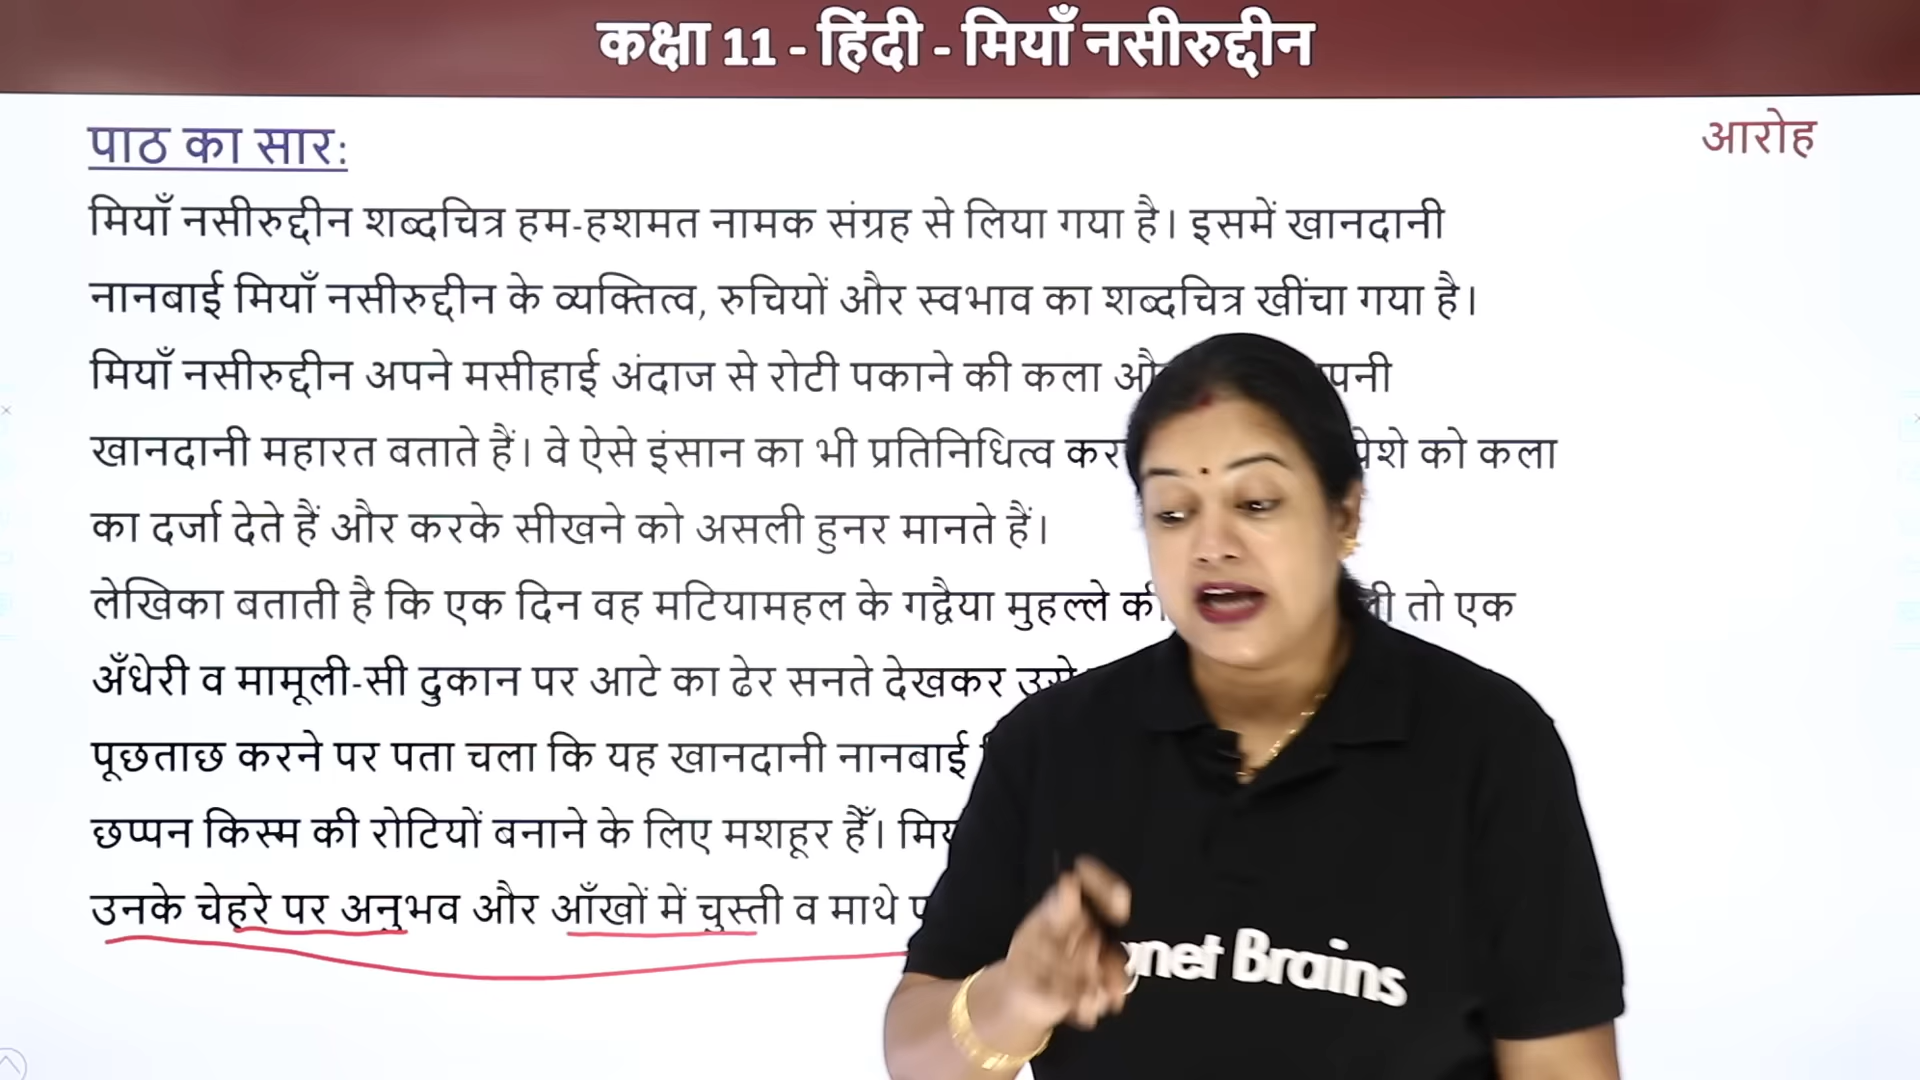 कक्षा 11 - हिंदी - मियाँ नसीरुद्दीन
पाठ का सार:
आरोह
मियाँ नसीरुद्दीन शब्दचित्र हम-हशमत नामक संग्रह से लिया गया है। इसमें खानदानी
नानबाई मियाँ नसीरुद्दीन के व्यक्तित्व, रुचियों और स्वभाव का शब्दचित्र खींचा गया है।
मियाँ नसीरुद्दीन अपने मसीहाई अंदाज से रोटी पकाने की कला
खानदानी महारत बताते हैं। वे ऐसे इंसान का भी प्रतिनिधित्व पेशे को कला
का दर्जा देते हैं और करके सीखने को असली हुनर मानते हैं।
लेखिका बताती है कि एक दिन वह मटियामहल के गद्वैया मुहल्ले की तो एक
अँधेरी व मामूली-सी दुकान पर आटे का ढेर सनते देखकर
पूछताछ करने पर पता चला कि यह खानदानी नानबाई
छप्पन किस्म की रोटियों बनाने के लिए मशहूर हैँ।
उनके चेहरे पर अनुभव और आँखों में चुस्ती व माथे
Brains